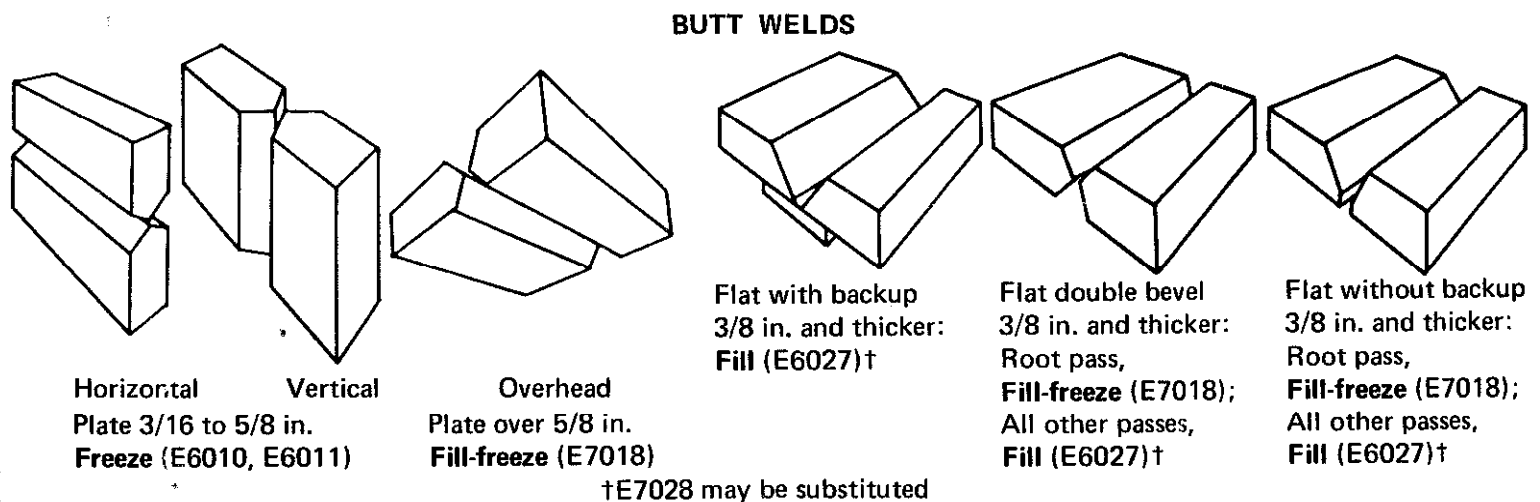 BUTT WELDS
Horizontal Vertical Overhead
Plate 3/16 to 5/8 in.
Freeze (E6010, E6011)
Plate over 5/8 in.
Fill-freeze (E7018)
Flat with backup
3/8 in. and thicker:
Fill (E6027)†
Flat double bevel
3/8 in. and thicker:
Root pass,
Fill-freeze (E7018);
All other passes,
Fill (E6027)†
Flat without backup
3/8 in. and thicker:
Root pass,
Fill-freeze (E7018);
All other passes,
Fill (E6027)†
†E7028 may be substituted